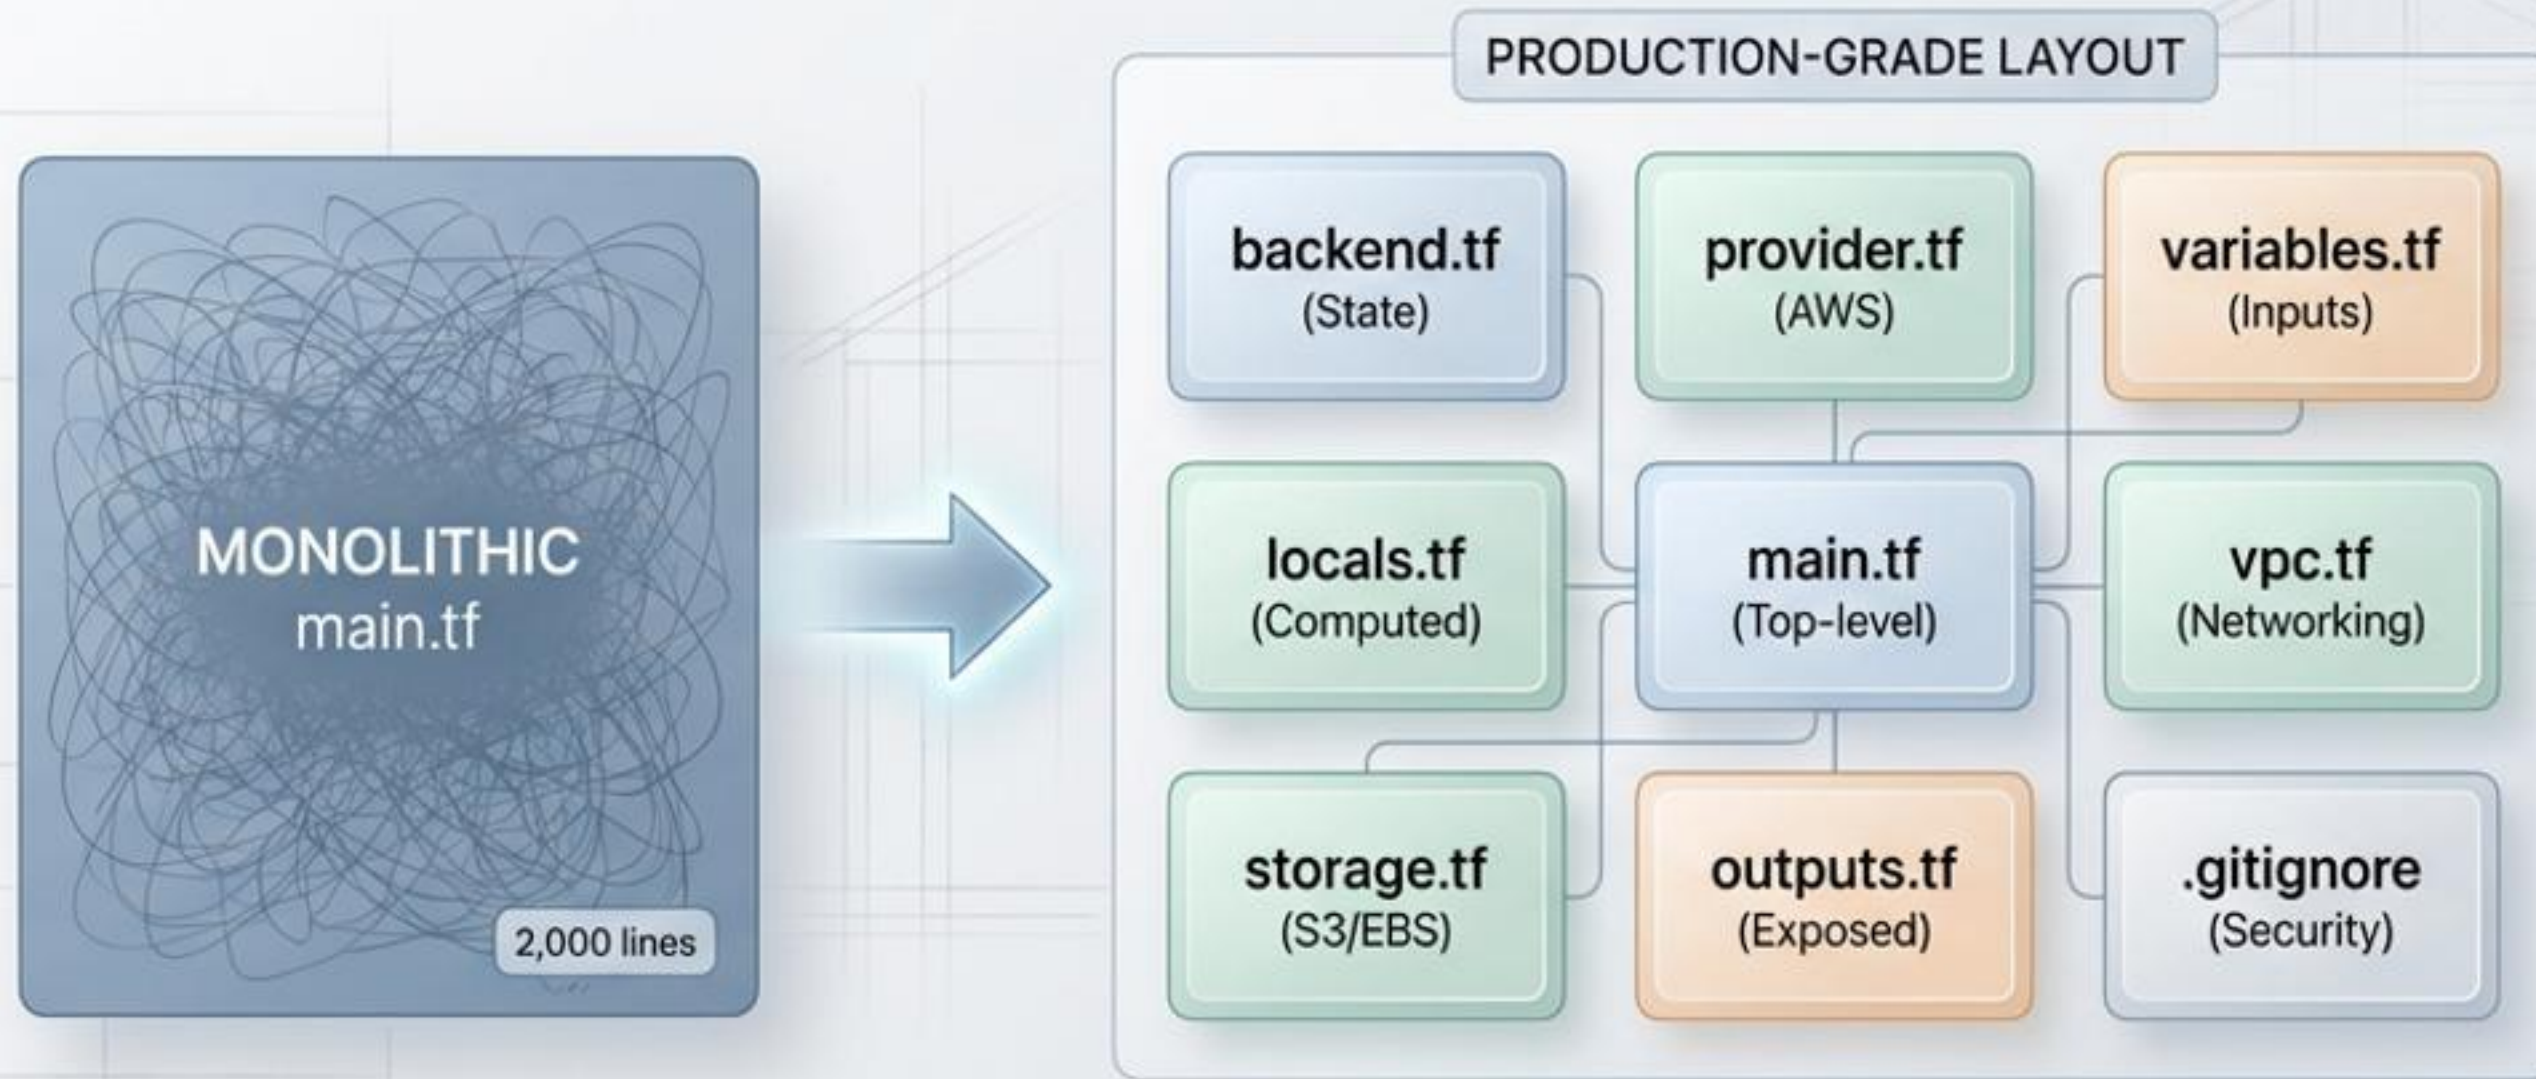 MONOLITHIC
main.tf
2,000 lines
PRODUCTION-GRADE LAYOUT
backend.tf
(State)
provider.tf
(AWS)
variables.tf
(Inputs)
locals.tf
(Computed)
main.tf
(Top-level)
vpc.tf
(Networking)
storage.tf
(S3/EBS)
outputs.tf
(Exposed)
.gitignore
(Security)